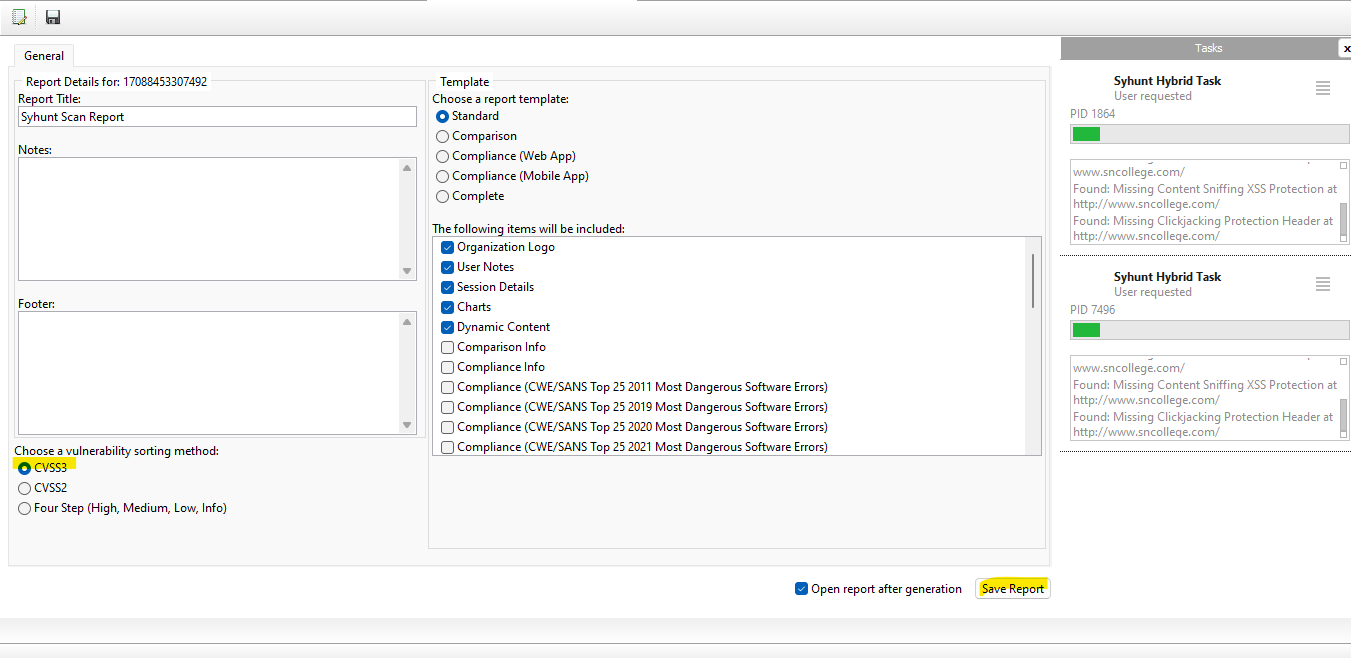 General
Report Details for: 17088453307492
Report Title:
Syhunt Scan Report
Notes:
Footer:
Choose a vulnerability sorting method:
CVSS3
CVSS2
Four Step (High, Medium, Low, Info)
Template
Choose a report template:
Standard
Comparison
Compliance (Web App)
Compliance (Mobile App)
Complete
The following items will be included:
Organization Logo
User Notes
Session Details
Charts
Dynamic Content
Comparison Info
Compliance Info
Compliance (CWE/SANS Top 25 2011 Most Dangerous Software Errors)
Compliance (CWE/SANS Top 25 2019 Most Dangerous Software Errors)
Compliance (CWE/SANS Top 25 2020 Most Dangerous Software Errors)
Compliance (CWE/SANS Top 25 2021 Most Dangerous Software Errors)
Open report after generation
Save Report
Tasks
x
Syhunt Hybrid Task
User requested
PID 1864
www.sncollege.com/
Found: Missing Content Sniffing XSS Protection at
http://www.sncollege.com/
Found: Missing Clickjacking Protection Header at
http://www.sncollege.com/
Syhunt Hybrid Task
User requested
PID 7496
www.sncollege.com/
Found: Missing Content Sniffing XSS Protection at
http://www.sncollege.com/
Found: Missing Clickjacking Protection Header at
http://www.sncollege.com/